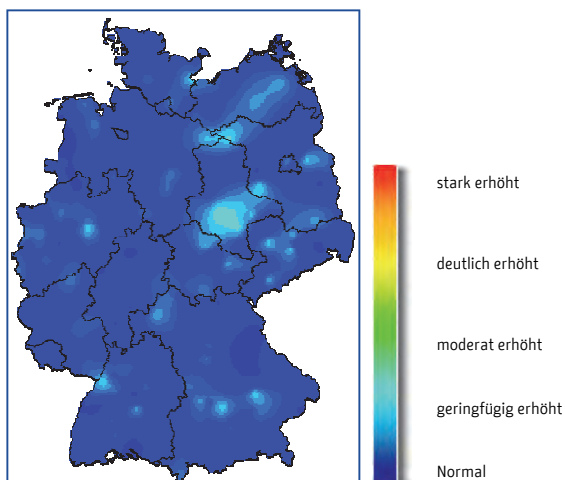 stark erhöht
deutlich erhöht
moderat erhöht
geringfügig erhöht
Normal